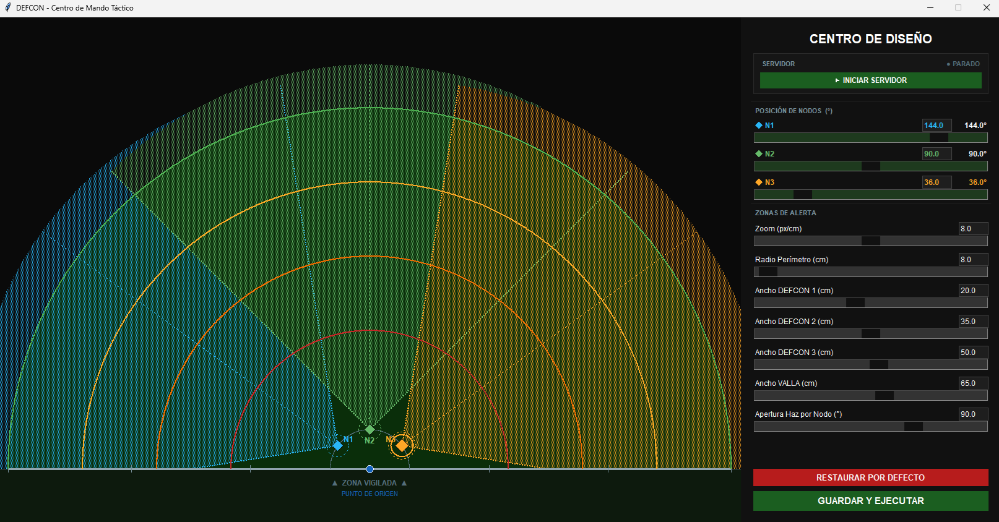 DEFCON - Centro de Mando Táctico
CENTRO DE DISEÑO
SERVIDOR ● PARADO
► INICIAR SERVIDOR
POSICIÓN DE NODOS (°)
◆ N1 144.0 144.0°
◆ N2 90.0 90.0°
◆ N3 36.0 36.0°
ZONAS DE ALERTA
Zoom (px/cm) 8.0
Radio Perímetro (cm) 8.0
Ancho DEFCON 1 (cm) 20.0
Ancho DEFCON 2 (cm) 35.0
Ancho DEFCON 3 (cm) 50.0
Ancho VALLA (cm) 65.0
Apertura Haz por Nodo (°) 90.0
RESTAURAR POR DEFECTO
GUARDAR Y EJECUTAR
N1
N2
N3
▲ ZONA VIGILADA ▲
PUNTO DE ORIGEN